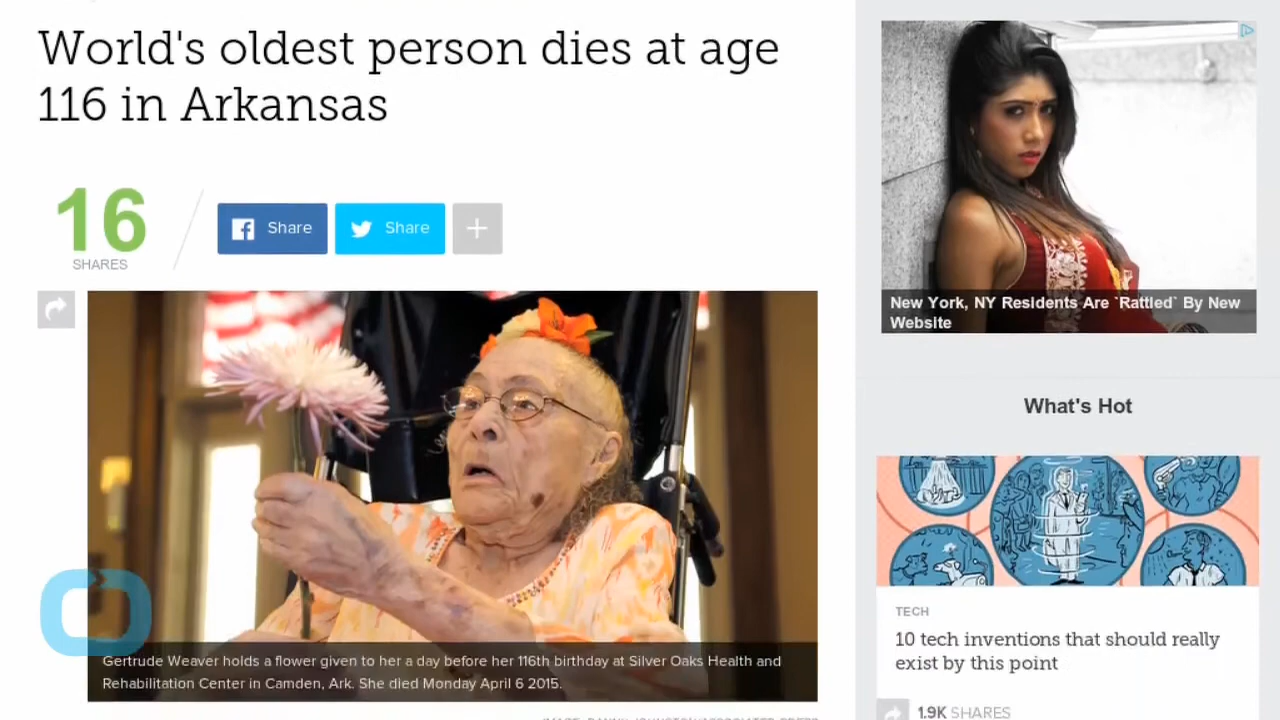 World's oldest person dies at age
116 in Arkansas
16
SHARES
Share
Share
New York, NY Residents Are `Rattled` By New
Website
Gertrude Weaver holds a flower given to her a day before her 116th birthday at Silver Oaks Health and
Rehabilitation Center in Camden, Ark. She died Monday April 6 2015.
What's Hot
TECH
10 tech inventions that should really
exist by this point
1.9K SHARES